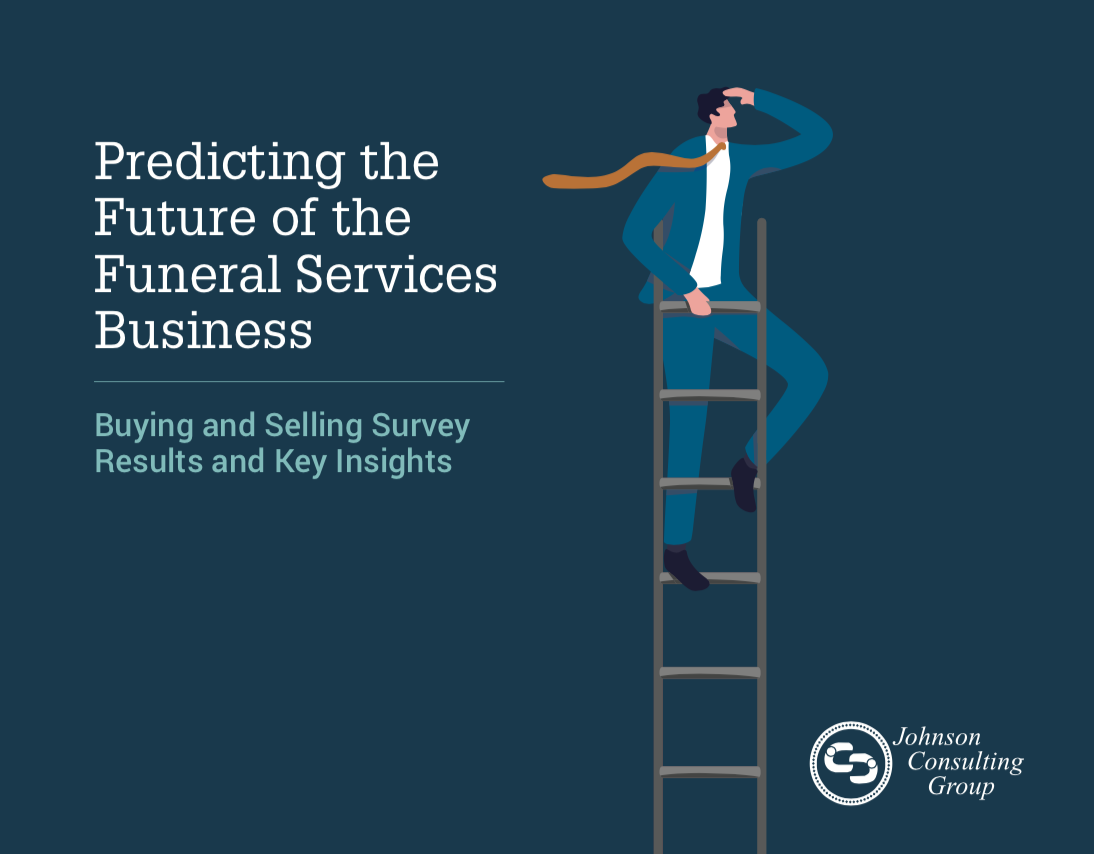 Predicting the
Future of the
Funeral Services
Business
Buying and Selling Survey
Results and Key Insights
Johnson
Consulting
Group